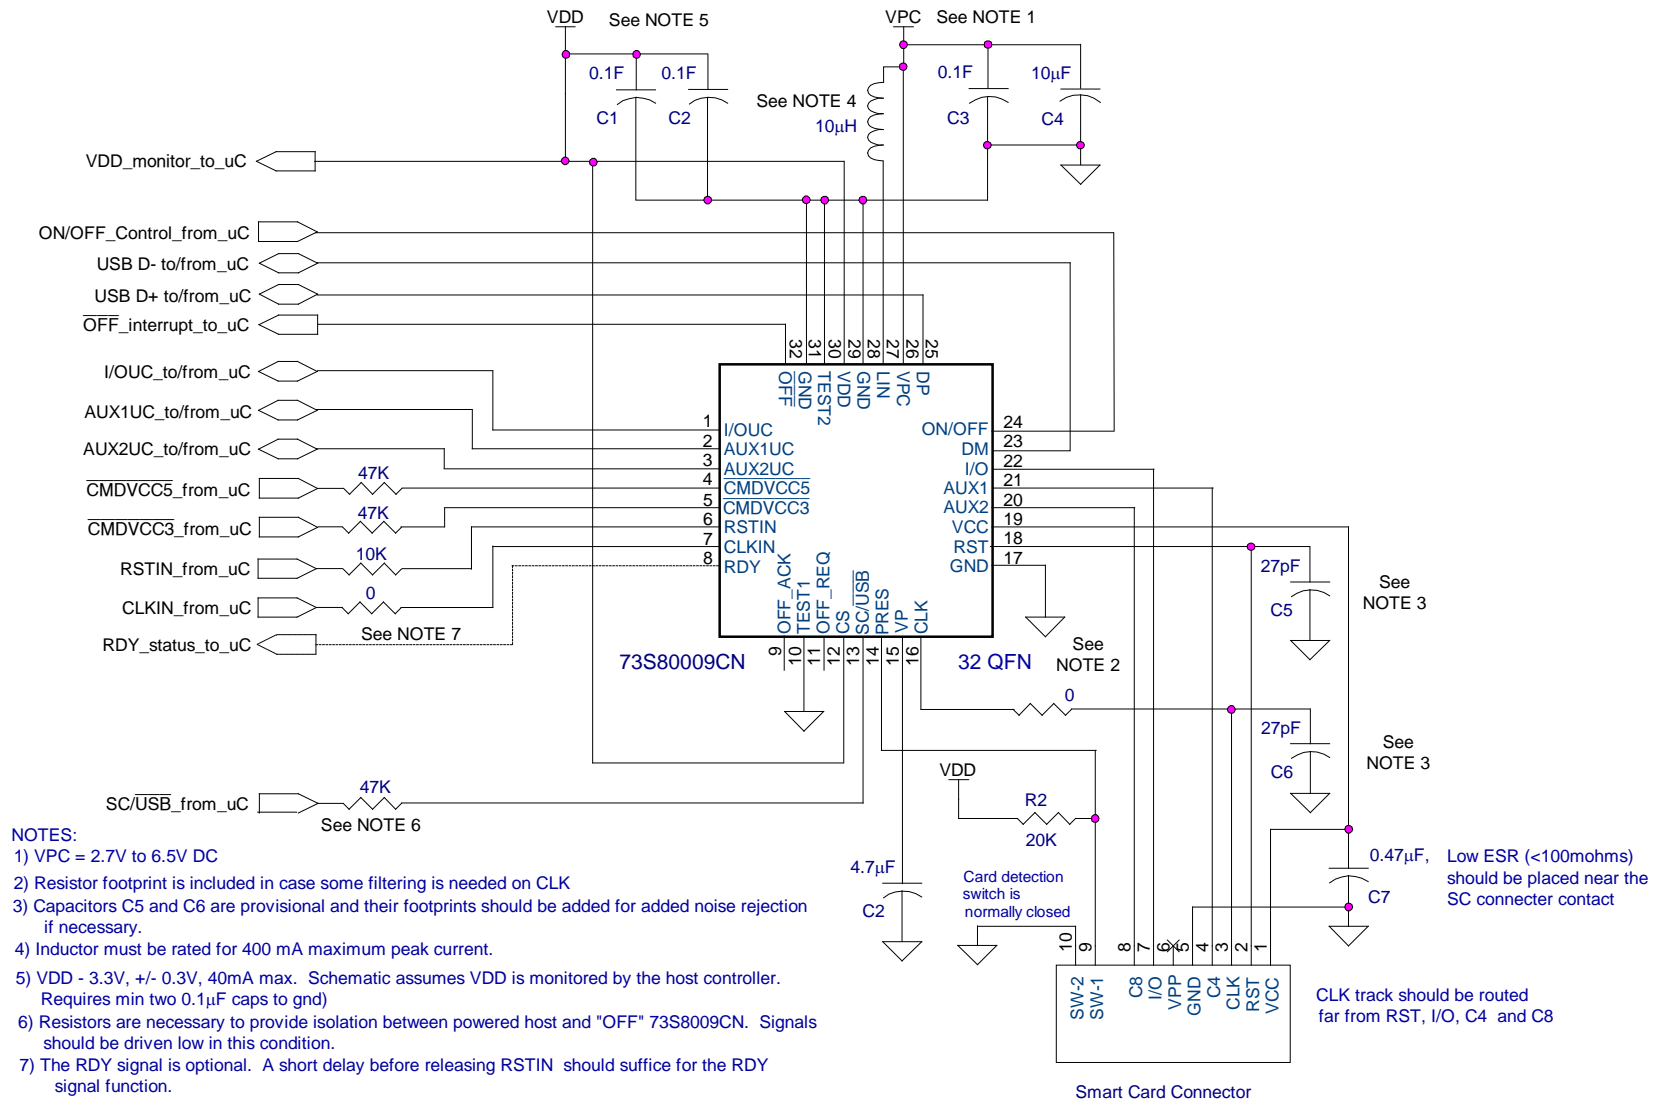 VDD
See NOTE 5
VPC
See NOTE 1
0.1F
0.1F
C1
C2
See NOTE 4
10µH
0.1F
10µF
C3
C4
VDD_monitor_to_uC
ON/OFF_Control_from_uC
USB D- to/from_uC
USB D+ to/from_uC
OFF_interrupt_to_uC
I/OUC_to/from_uC
AUX1UC_to/from_uC
AUX2UC_to/from_uC
CMDVCC5_from_uC
47K
CMDVCC3_from_uC
47K
RSTIN_from_uC
10K
CLKIN_from_uC
0
RDY_status_to_uC
See NOTE 7
SC/USB_from_uC
47K
See NOTE 6
32
31
30
29
28
27
26
25
OFF
GND
TEST2
VDD
GND
LIN
VPC
DP
1
2
3
4
5
6
7
8
I/OUC
AUX1UC
AUX2UC
CMDVCC5
CMDVCC3
RSTIN
CLKIN
RDY
ON/OFF
DM
I/O
AUX1
AUX2
VCC
RST
GND
24
23
22
21
20
19
18
17
OFF_ACK
TEST1
OFF_REQ
CS
SC/USB
PRES
VP
CLK
9
10
11
12
13
14
15
16
73S80009CN
32 QFN
See
NOTE 2
0
27pF
C5
See
NOTE 3
27pF
C6
See
NOTE 3
VDD
R2
20K
4.7µF
C2
Card detection
switch is
normally closed
0.47µF,
C7
Low ESR (<100mohms)
should be placed near the
SC connecter contact
10
9
8
7
6
5
4
3
2
1
SW-2
SW-1
C8
I/O
VPP
GND
C4
CLK
RST
VCC
CLK track should be routed
far from RST, I/O, C4 and C8
Smart Card Connector
NOTES:
1) VPC = 2.7V to 6.5V DC
2) Resistor footprint is included in case some filtering is needed on CLK
3) Capacitors C5 and C6 are provisional and their footprints should be added for added noise rejection
if necessary.
4) Inductor must be rated for 400 mA maximum peak current.
5) VDD - 3.3V, +/- 0.3V, 40mA max. Schematic assumes VDD is monitored by the host controller.
Requires min two 0.1µF caps to gnd)
6) Resistors are necessary to provide isolation between powered host and "OFF" 73S8009CN. Signals
should be driven low in this condition.
7) The RDY signal is optional. A short delay before releasing RSTIN should suffice for the RDY
signal function.